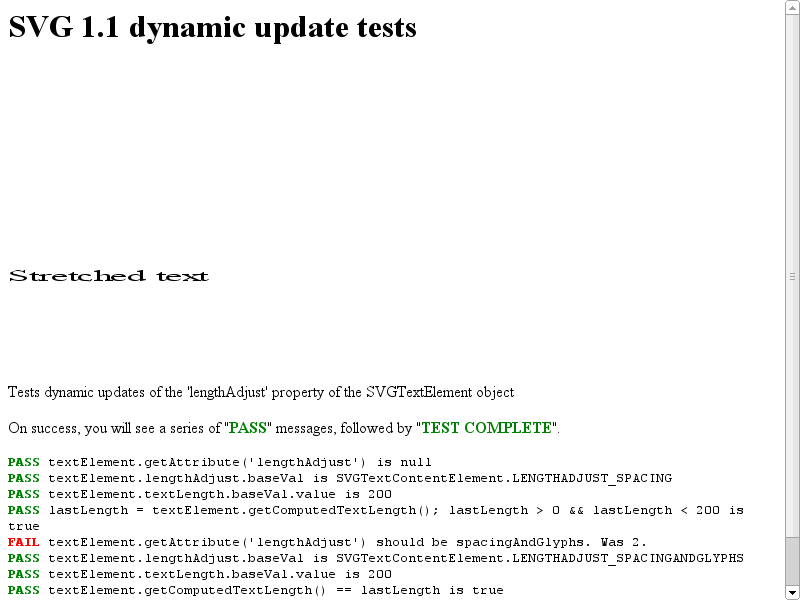 SVG 1.1 dynamic update tests
Stretched text
Tests dynamic updates of the 'lengthAdjust' property of the SVGTextElement object
On success, you will see a series of "PASS" messages, followed by "TEST COMPLETE".
PASS textElement.getAttribute('lengthAdjust') is null
PASS textElement.lengthAdjust.baseVal is SVGTextContentElement.LENGTHADJUST_SPACING
PASS textElement.textLength.baseVal.value is 200
PASS lastLength = textElement.getComputedTextLength(); lastLength > 0 && lastLength < 200 is
true
FAIL textElement.getAttribute('lengthAdjust') should be spacingAndGlyphs. Was 2.
PASS textElement.lengthAdjust.baseVal is SVGTextContentElement.LENGTHADJUST_SPACINGANDGLYPHS
PASS textElement.textLength.baseVal.value is 200
PASS textElement.getComputedTextLength() == lastLength is true